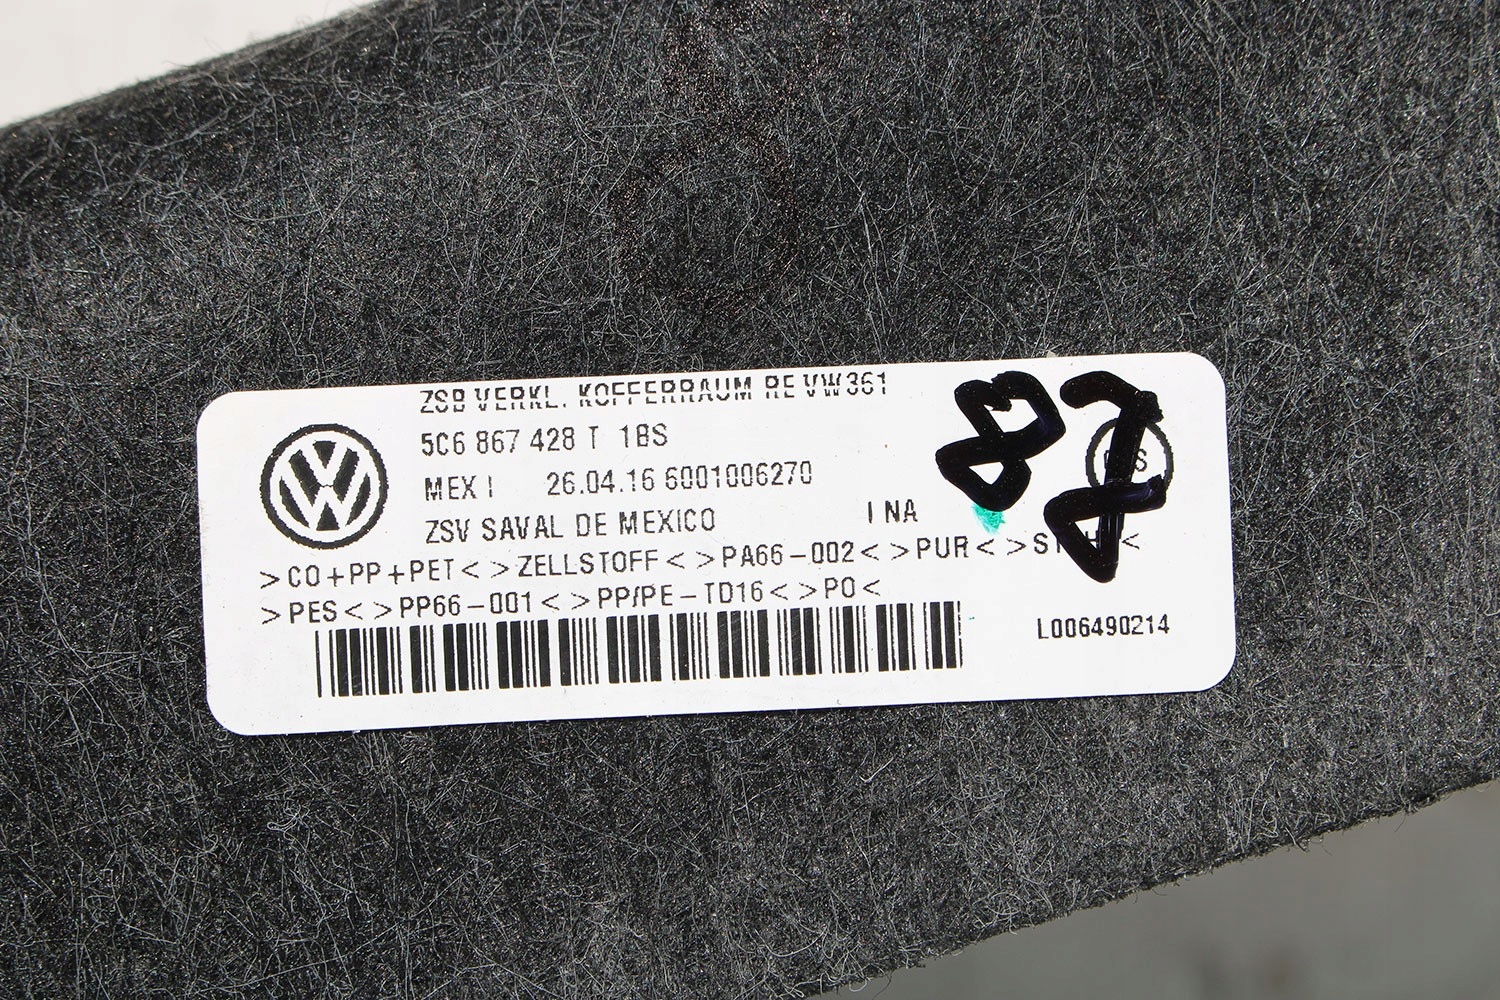 ZSB VERKL. KOFFERRAUM RE VW361
5C6 867 428 T 1BS
MEX I 26.04.16 6001006270
ZSV SAVAL DE MEXICO I NA
>CO+PP+PET< >ZELLSTOFF< >PA66-002< >PUR<
>PES< >PP66-001< >PP/PE-TD16< >PO<
L006490214
87